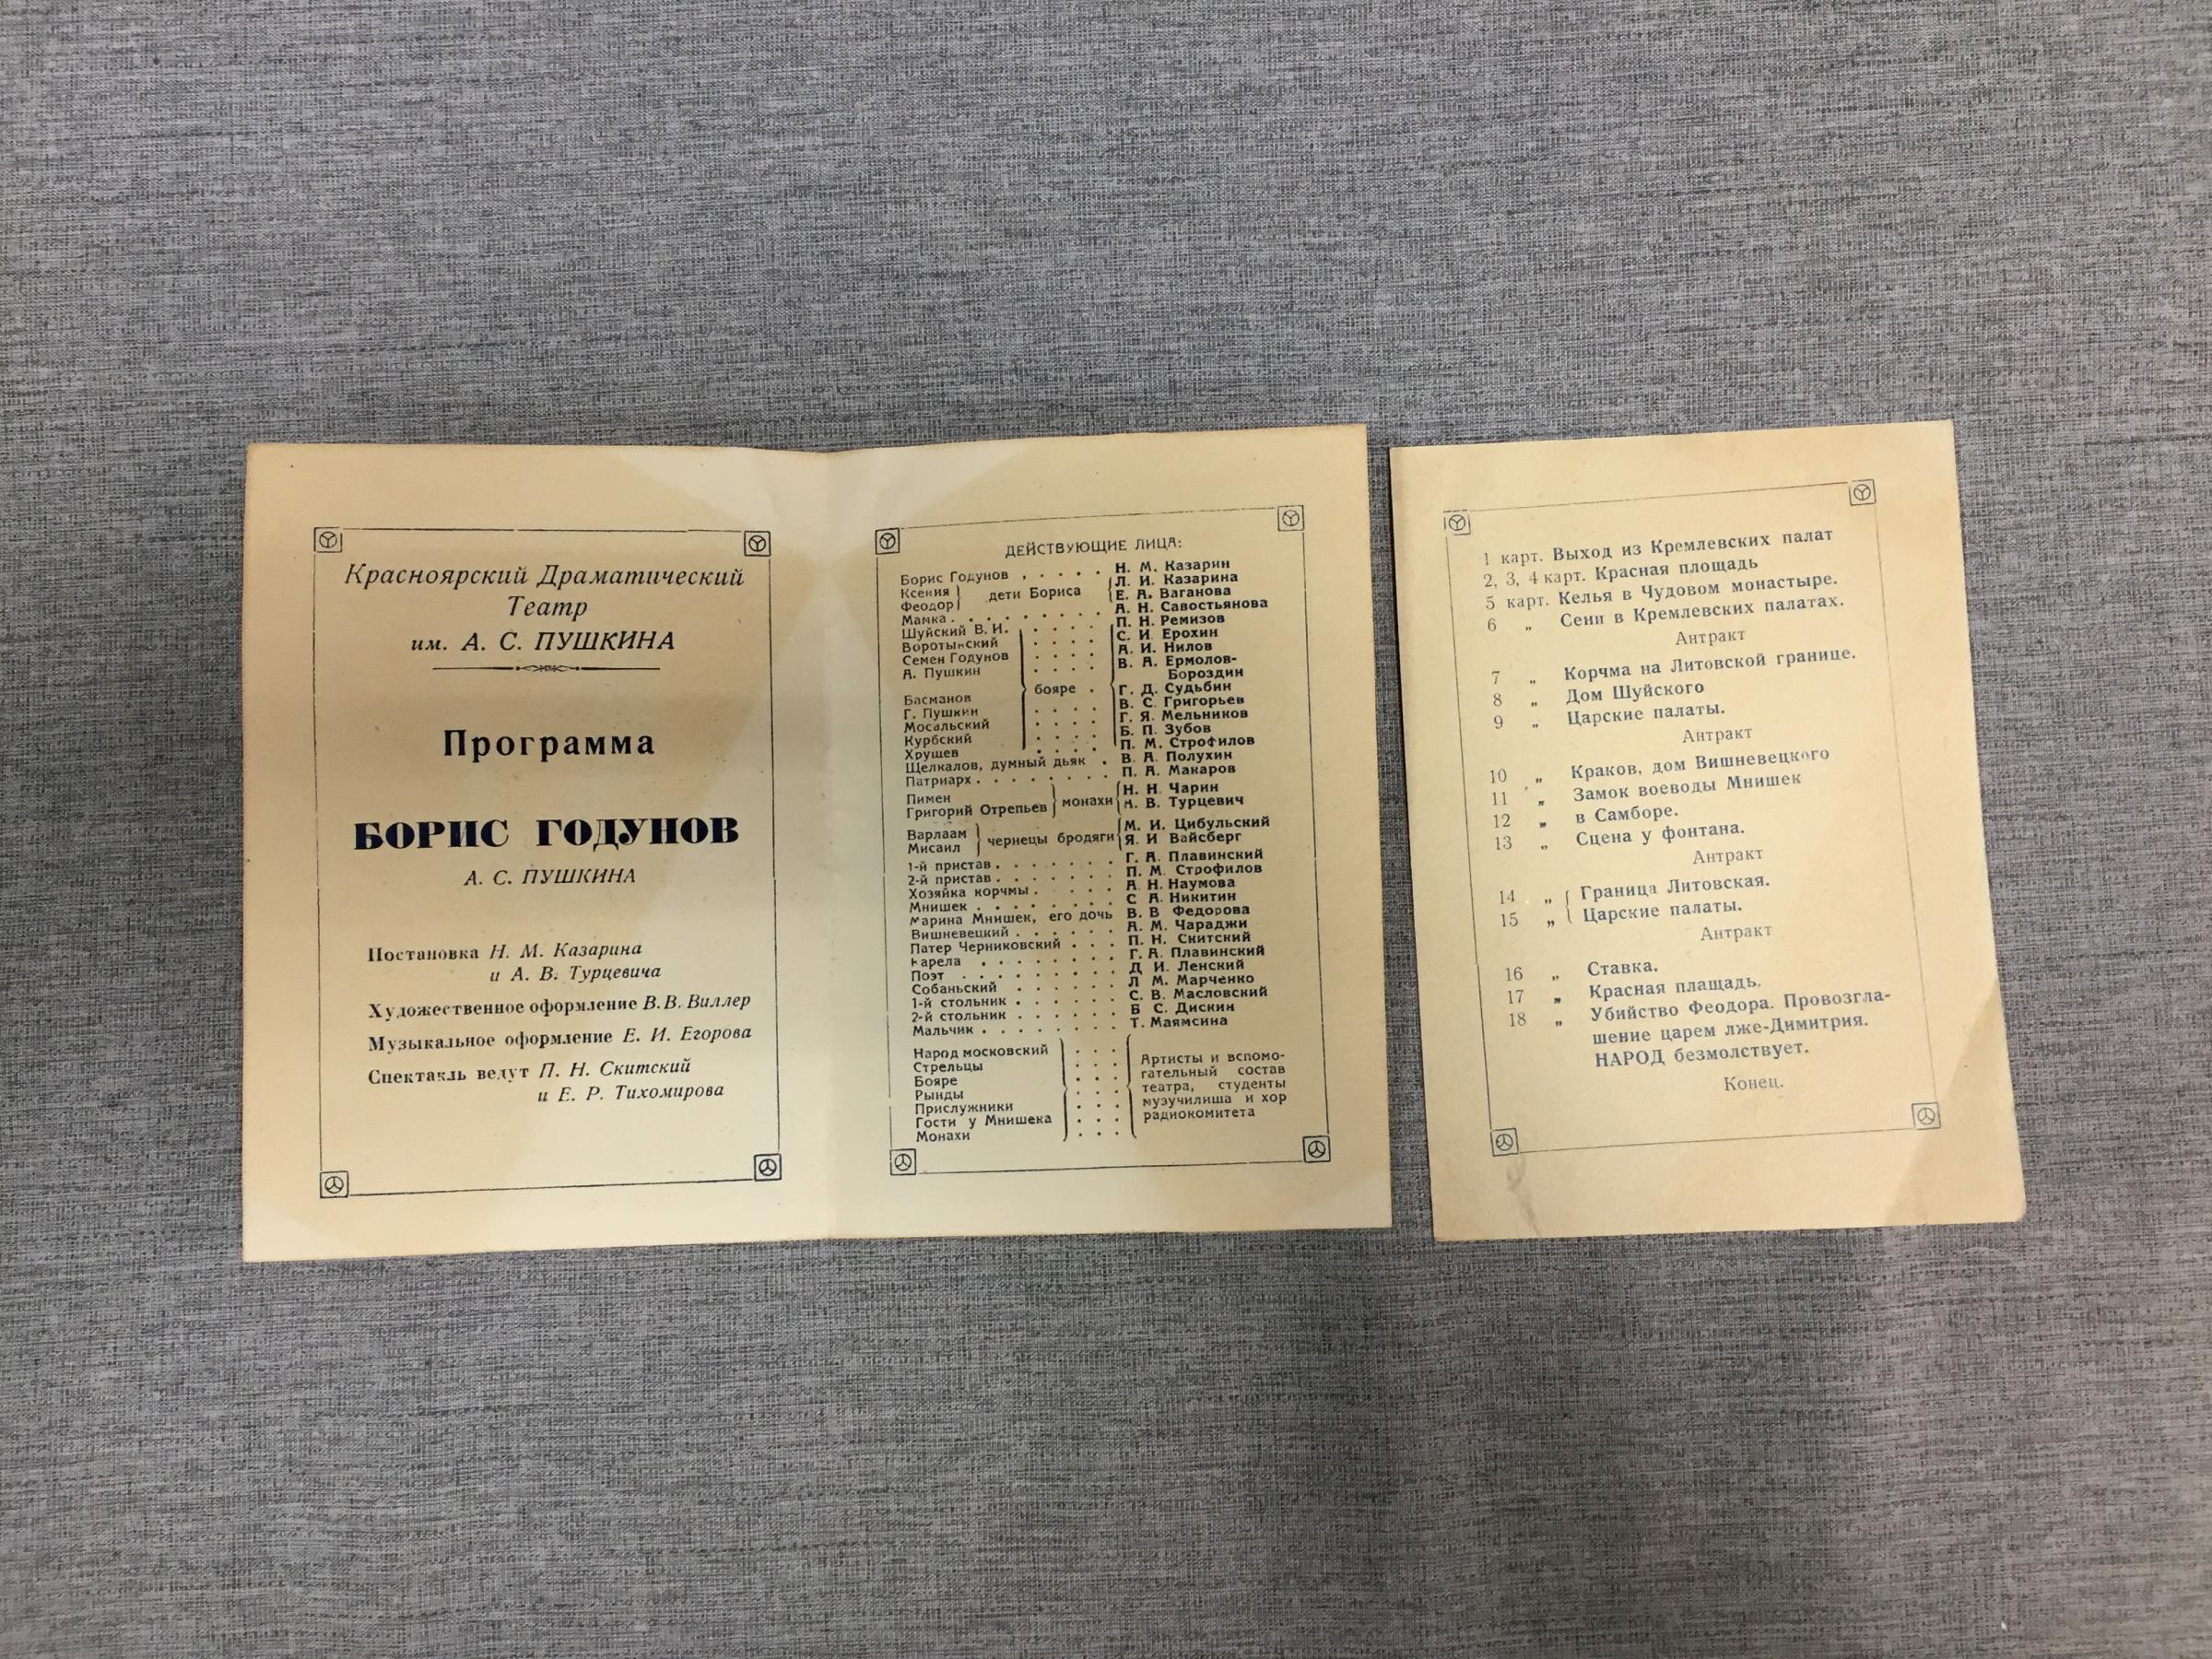 Красноярский Драматический
Театр
им. А. С. ПУШКИНА
Программа
БОРИС ГОДУНОВ
А. С. ПУШКИНА
Постановка Н. М. Казарина
и А. В. Турцевича
Художественное оформление В. В. Виллер
Музыкальное оформление Е. И. Егорова
Спектакль ведут П. Н. Скитский
и Е. Р. Тихомирова
ДЕЙСТВУЮЩИЕ ЛИЦА:
Борис Годунов . . . . . Н. М. Казарин
Ксения } дети Бориса { Л. И. Казарина
Феодор } { Е. А. Ваганова
Мамка . . . . . . . . А. Н. Савостьянова
Шуйский В. И. . . . . П. Н. Ремизов
Воротынский . . . . С. И. Ерохин
Семен Годунов . . . . А. И. Нилов
А. Пушкин . . . . В. А. Ермолов-
Бороздин
Басманов } бояре . { Г. Д. Судьбин
Г. Пушкин . . . . В. С. Григорьев
Мосальский . . . . Г. Я. Мельников
Курбский . . . . Б. П. Зубов
Хрущев . . . . П. М. Строфилов
Щелкалов, думный дьяк . В. А. Полухин
Патриарх . . . . . . . П. А. Макаров
Пимен } монахи { Н. Н. Чарин
Григорий Отрепьев } { А. В. Турцевич
Варлаам } чернецы бродяги { М. И. Цибульский
Мисаил } { Я. И Вайсберг
1-й пристав . . . . . . . Г. А. Плавинский
2-й пристав . . . . . . . П. М. Строфилов
Хозяйка корчмы . . . . . А Н. Наумова
Мнишек . . . . . . . С А. Никитин
Марина Мнишек, его дочь В. В Федорова
Вишневецкий . . . . . . А. М. Чараджи
Патер Черниковский . . . П. Н. Скитский
Карела . . . . . . . Г. А. Плавинский
Поэт . . . . . . . . Д И. Ленский
Собаньский . . . . . . Л М. Марченко
1-й стольник . . . . . . С. В. Масловский
2-й стольник . . . . . . Б С. Дискин
Мальчик . . . . . . . . Т. Маямсина
Народ московский . . .
Стрельцы . . . Артисты и вспомо-
Бояре . . . гательный состав
Рынды . . . театра, студенты
Прислужники . . . музучилиша и хор
Гости у Мнишека . . . радиокомитета
Монахи . . .
1 карт. Выход из Кремлевских палат
2, 3, 4 карт. Красная площадь
5 карт. Келья в Чудовом монастыре.
6 „ Сени в Кремлевских палатах.
Антракт
7 „ Корчма на Литовской границе.
8 „ Дом Шуйского
9 „ Царские палаты.
Антракт
10 „ Краков, дом Вишневецкого
11 „ Замок воеводы Мнишек
12 „ в Самборе.
13 „ Сцена у фонтана.
Антракт
14 „ { Граница Литовская.
15 „ { Царские палаты.
Антракт
16 „ Ставка.
17 „ Красная плащадь.
18 „ Убийство Феодора. Провозгла-
шение царем лже-Димитрия.
НАРОД безмолствует.
Конец.